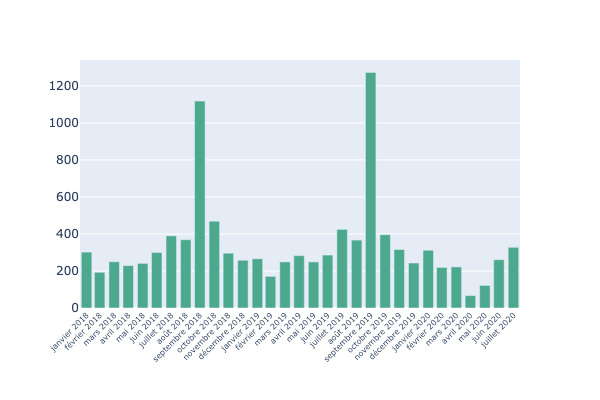 1200
1000
800
600
400
200
0
janvier 2018
février 2018
mars 2018
avril 2018
mai 2018
juin 2018
juillet 2018
août 2018
septembre 2018
octobre 2018
novembre 2018
décembre 2018
janvier 2019
février 2019
mars 2019
avril 2019
mai 2019
juin 2019
juillet 2019
août 2019
septembre 2019
octobre 2019
novembre 2019
décembre 2019
janvier 2020
février 2020
mars 2020
avril 2020
mai 2020
juin 2020
juillet 2020